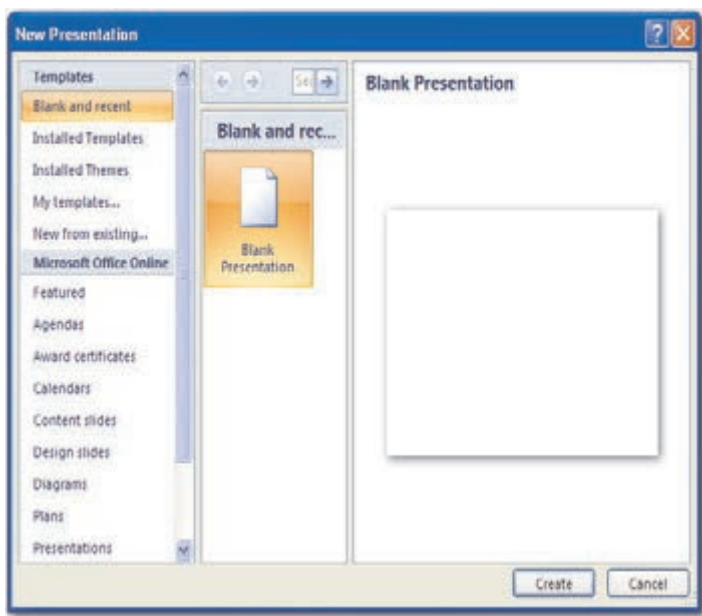 New Presentation
Templates
Blank and recent
Installed Templates
Installed Themes
My templates...
New from existing...
Microsoft Office Online
Featured
Agendas
Award certificates
Calendars
Content slides
Design slides
Diagrams
Plans
Presentations
Blank and rec...
Blank
Presentation
Blank Presentation
Create
Cancel